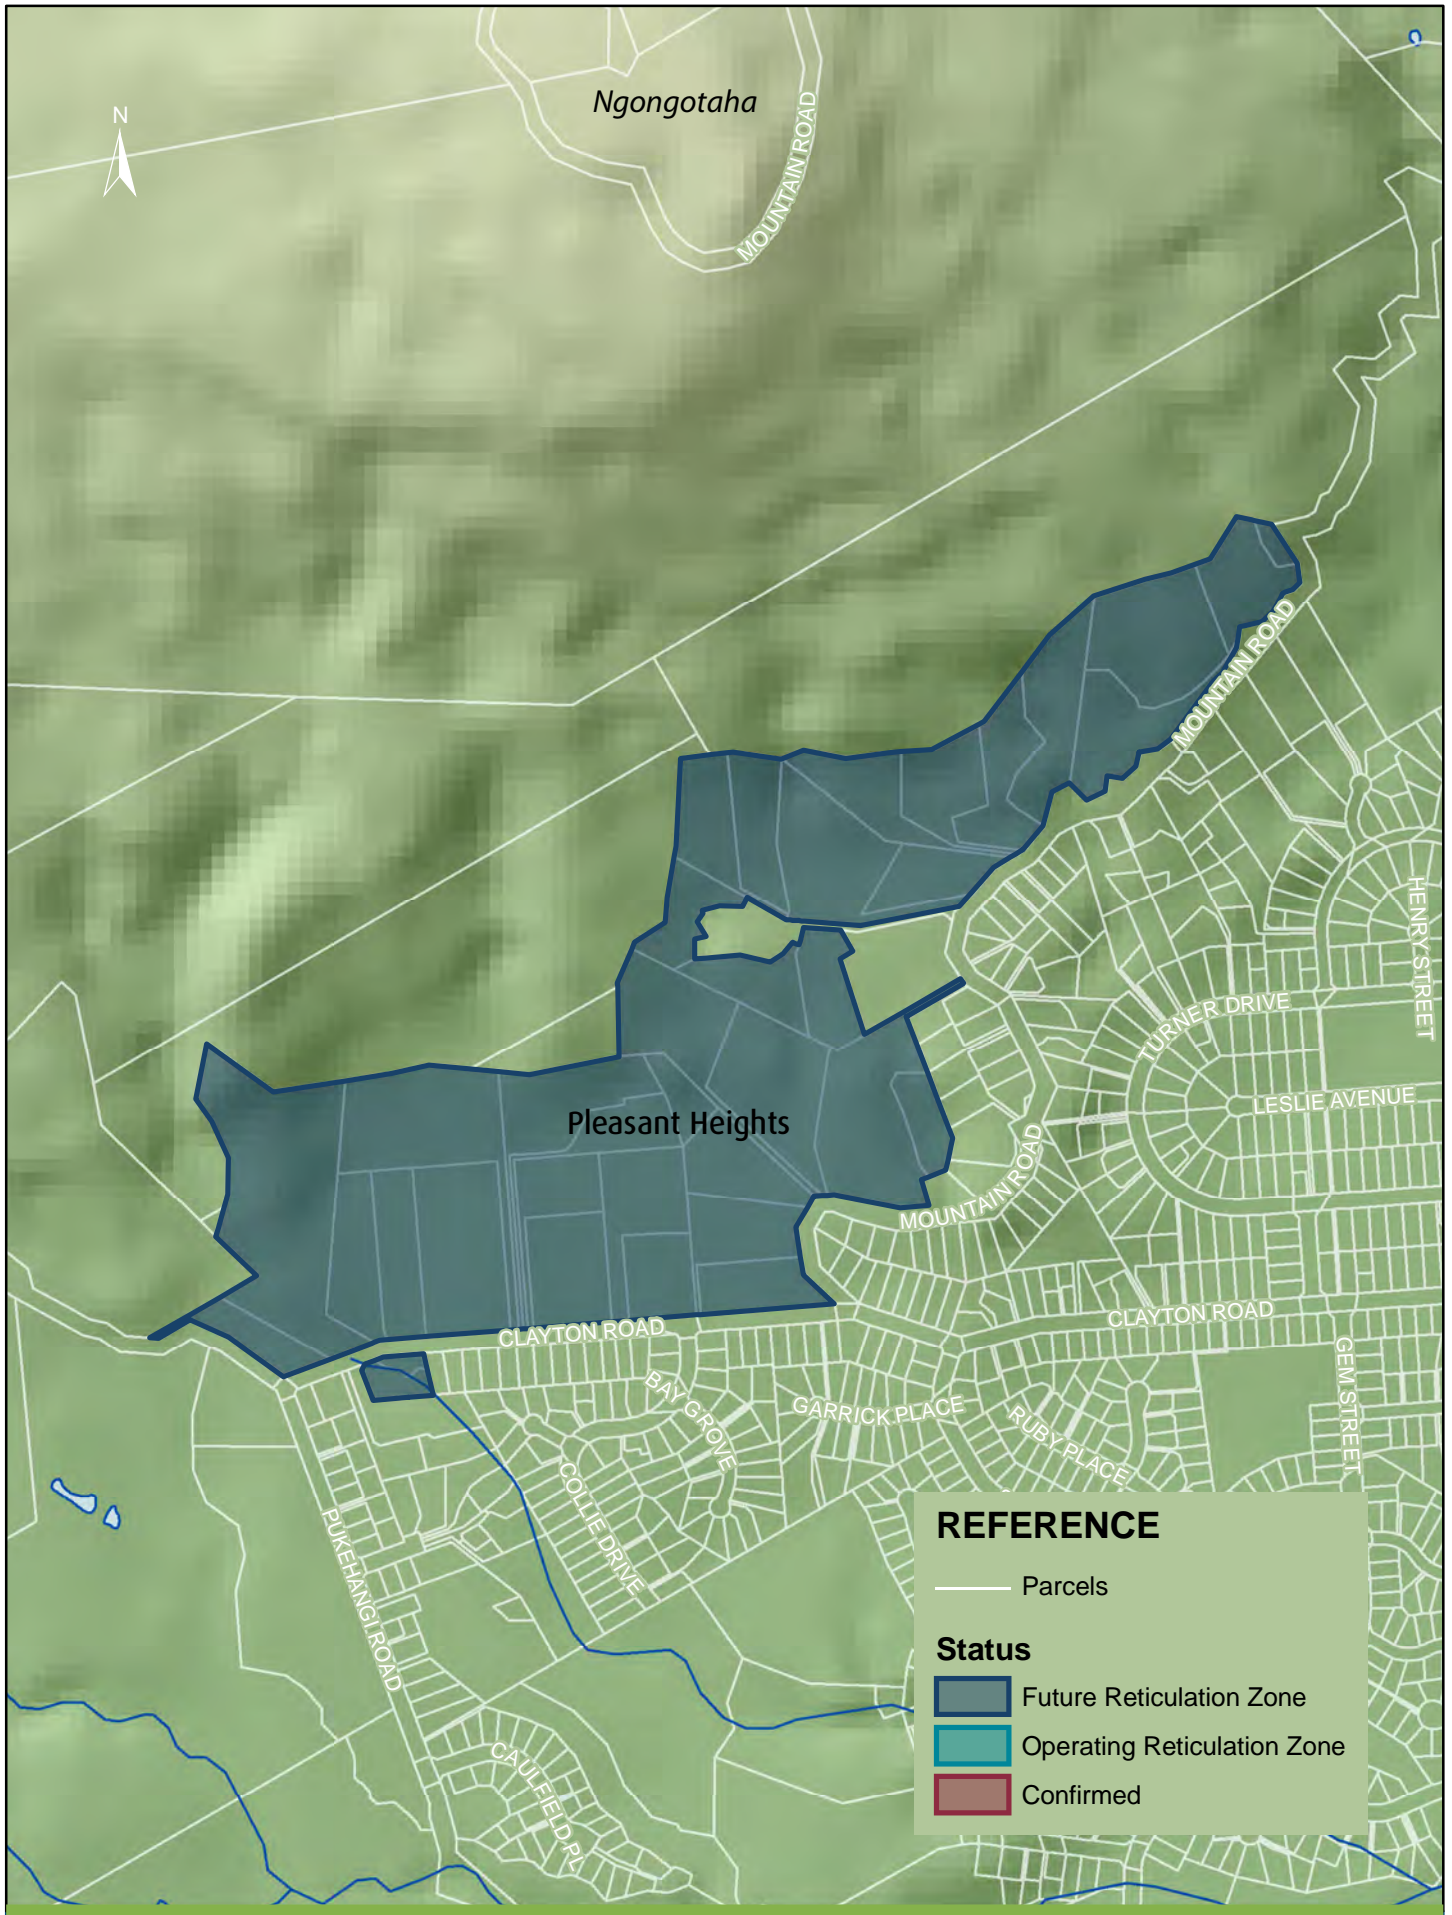 Ngongotaha
N
MOUNTAIN ROAD
MOUNTAIN ROAD
HENRY STREET
TURNER DRIVE
LESLIE AVENUE
Pleasant Heights
MOUNTAIN ROAD
CLAYTON ROAD
CLAYTON ROAD
GEM STREET
BAY GROVE
GARRICK PLACE
RUBY PLACE
COLLIE DRIVE
PUKEHANGI ROAD
CAULFIELD PL
REFERENCE
Parcels
Status
Future Reticulation Zone
Operating Reticulation Zone
Confirmed